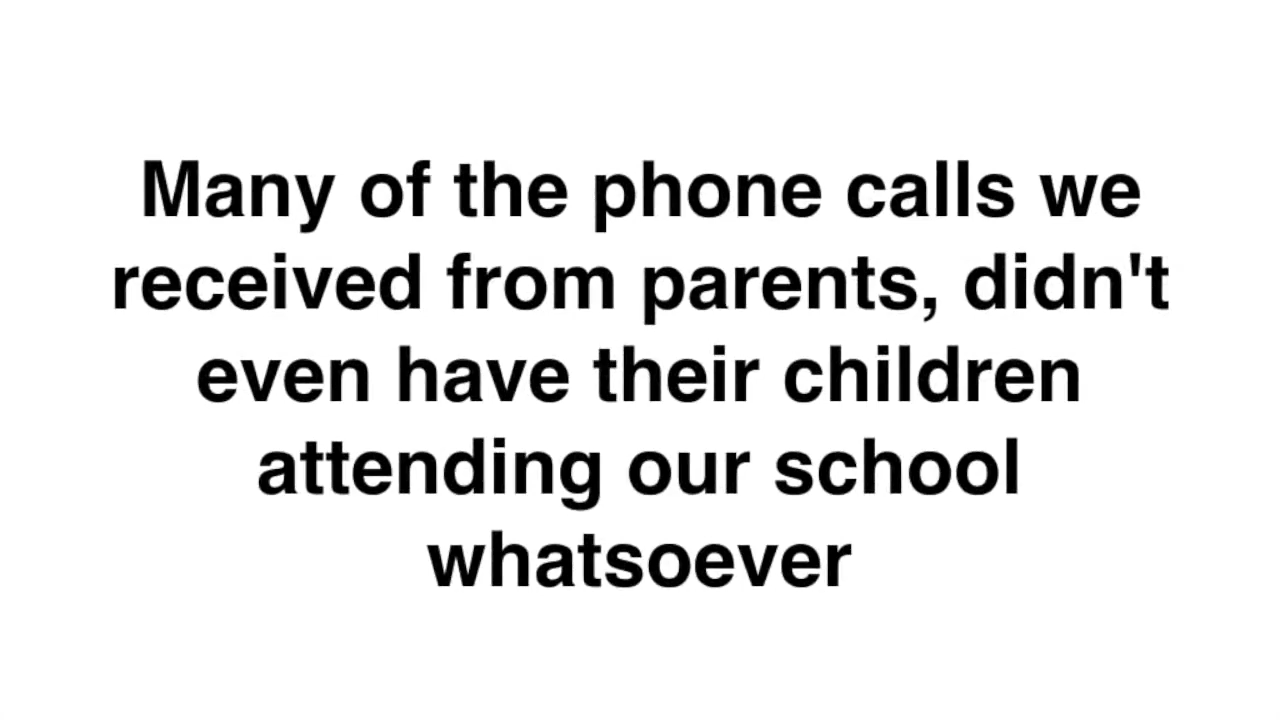 Many of the phone calls we
received from parents, didn't
even have their children
attending our school
whatsoever